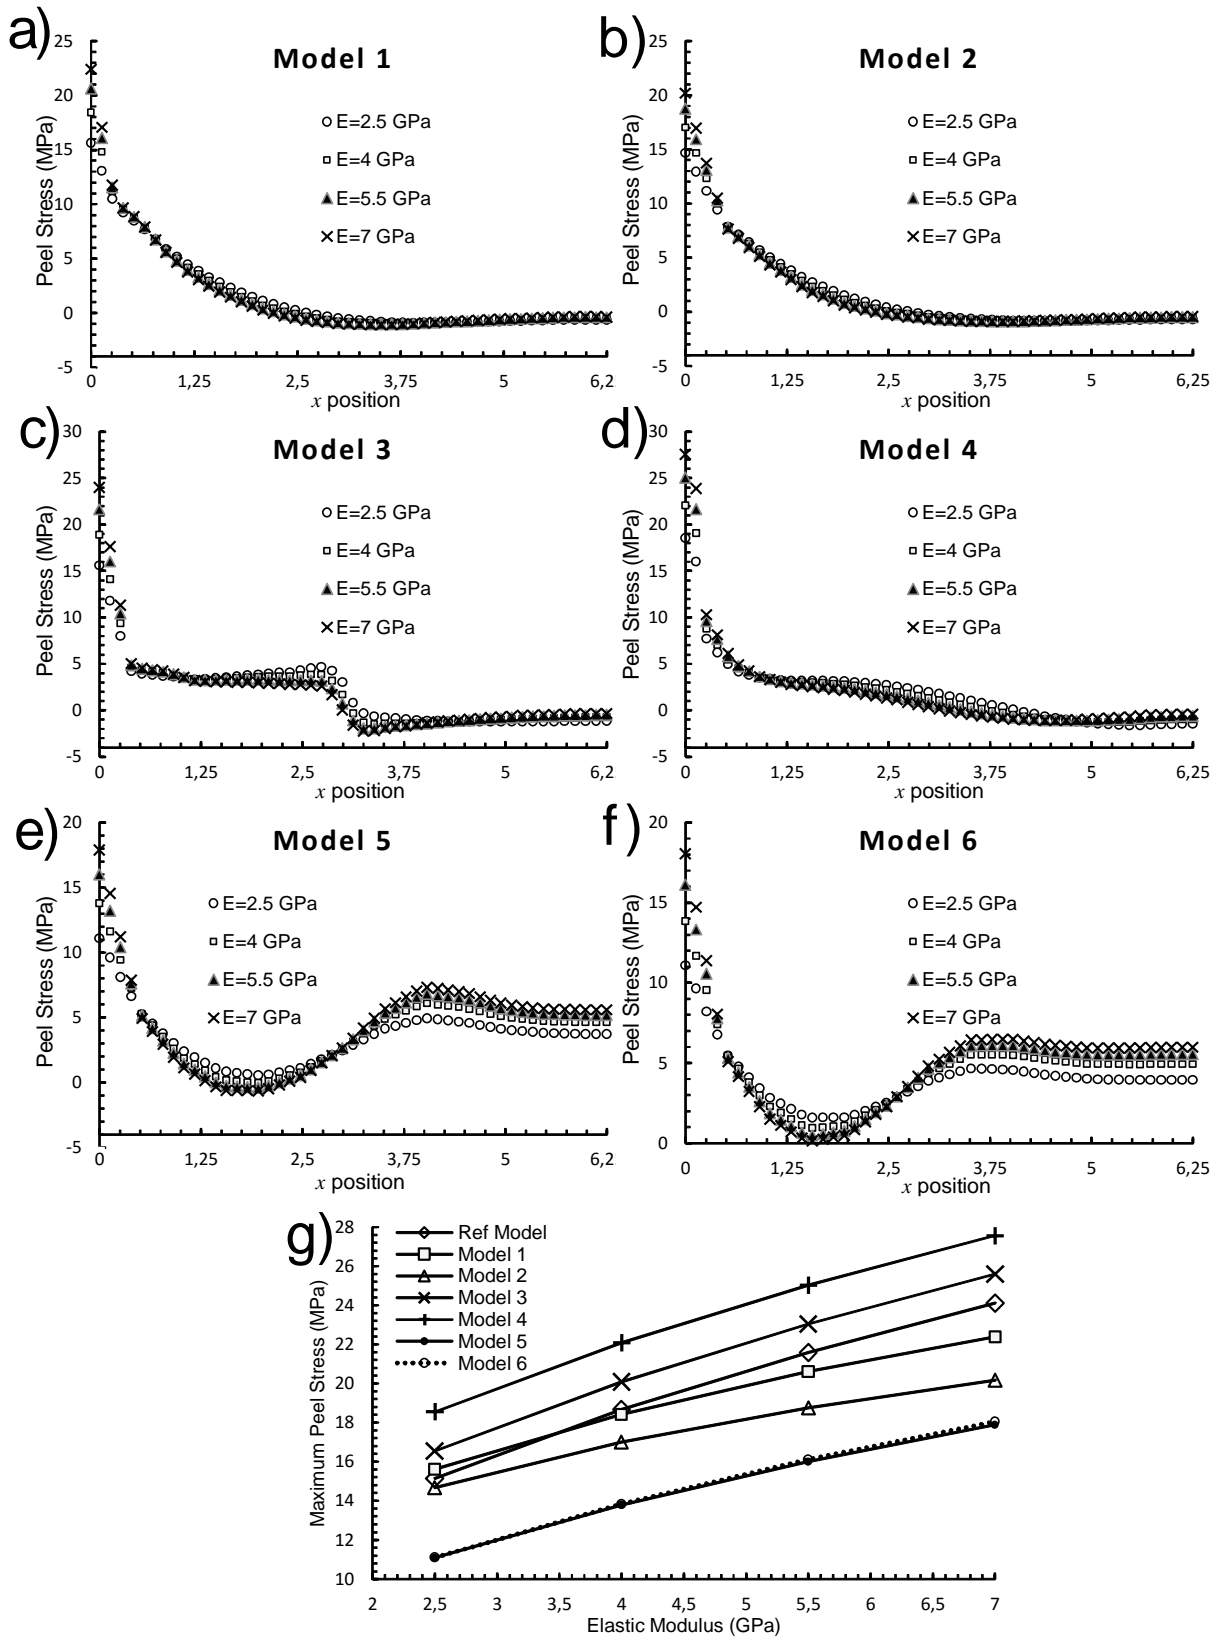 a)
Model 1
Peel Stress (MPa)
25
20
15
10
5
0
-5
E=2.5 GPa
E=4 GPa
E=5.5 GPa
E=7 GPa
0 1,25 2,5 3,75 5 6,2
x position
b)
Model 2
Peel Stress (MPa)
25
20
15
10
5
0
-5
E=2.5 GPa
E=4 GPa
E=5.5 GPa
E=7 GPa
0 1,25 2,5 3,75 5 6,25
x position
c)
Model 3
Peel Stress (MPa)
30
25
20
15
10
5
0
-5
E=2.5 GPa
E=4 GPa
E=5.5 GPa
E=7 GPa
0 1,25 2,5 3,75 5 6,2
x position
d)
Model 4
Peel Stress (MPa)
30
25
20
15
10
5
0
-5
E=2.5 GPa
E=4 GPa
E=5.5 GPa
E=7 GPa
0 1,25 2,5 3,75 5 6,25
x position
e)
Model 5
Peel Stress (MPa)
20
15
10
5
0
-5
E=2.5 GPa
E=4 GPa
E=5.5 GPa
E=7 GPa
0 1,25 2,5 3,75 5 6,2
x position
f)
Model 6
Peel Stress (MPa)
20
15
10
5
0
E=2.5 GPa
E=4 GPa
E=5.5 GPa
E=7 GPa
0 1,25 2,5 3,75 5 6,25
x position
g)
Maximum Peel Stress (MPa)
28
26
24
22
20
18
16
14
12
10
Ref Model
Model 1
Model 2
Model 3
Model 4
Model 5
Model 6
2 2,5 3 3,5 4 4,5 5 5,5 6 6,5 7
Elastic Modulus (GPa)